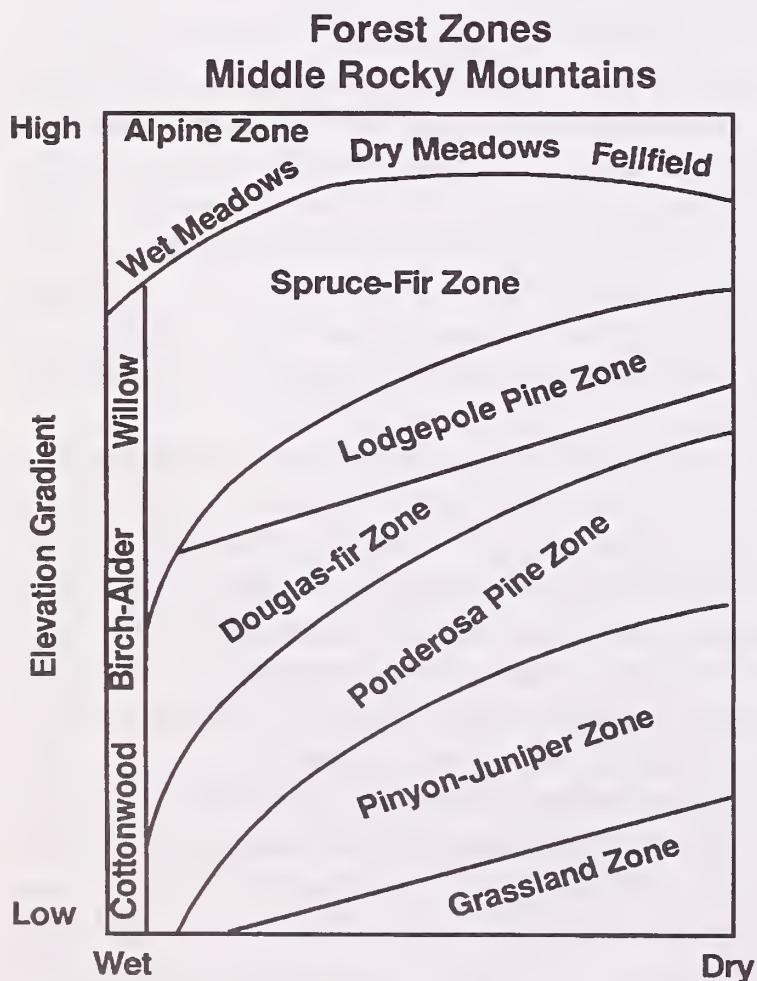 Forest Zones
Middle Rocky Mountains
High
Alpine Zone
Dry Meadows
Fellfield
Wet Meadows
Spruce-Fir Zone
Willow
Lodgepole Pine Zone
Elevation Gradient
Birch-Alder
Douglas-fir Zone
Ponderosa Pine Zone
Cottonwood
Pinyon-Juniper Zone
Grassland Zone
Low
Wet
Dry